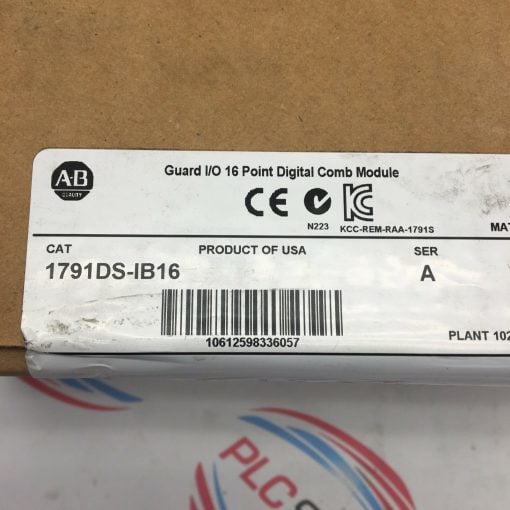 Guard I/O 16 Point Digital Comb Module
A-B
QUALITY
CE
N223 KCC-REM-RAA-1791S
MAT
CAT PRODUCT OF USA SER
1791DS-IB16 A
10612598336057
PLANT 102
PLC